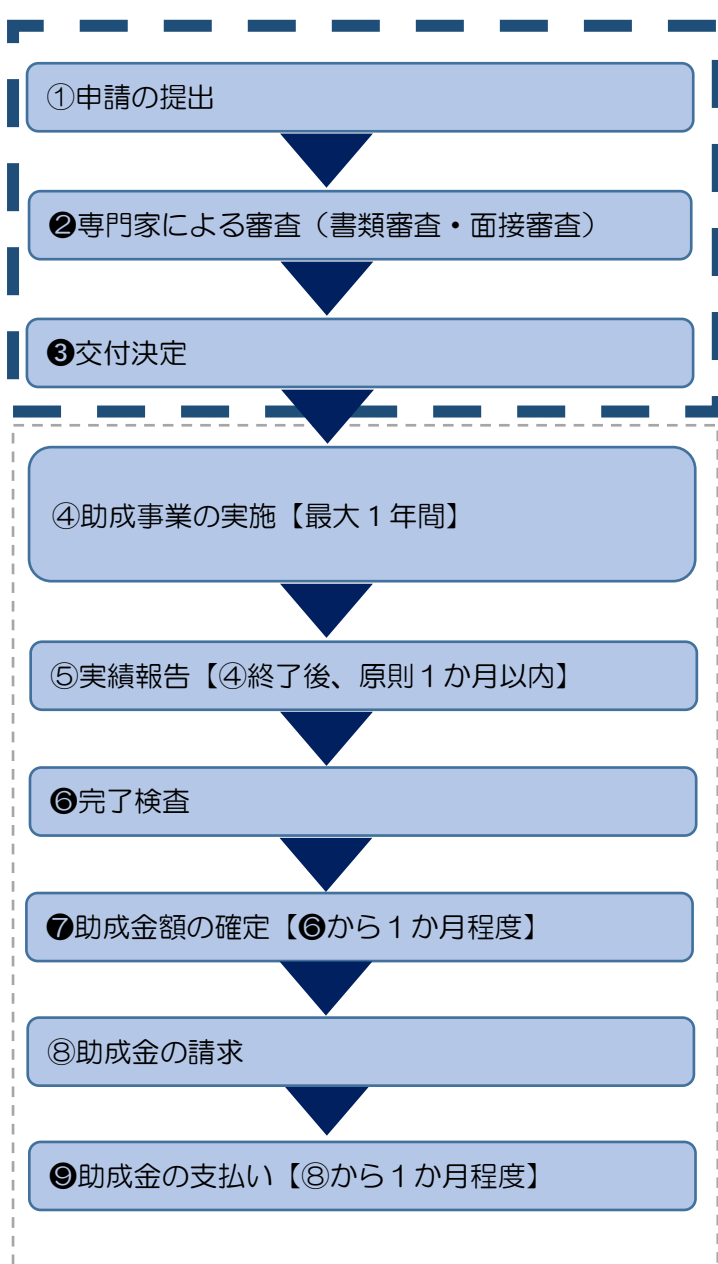 ①申請の提出
❷専門家による審査（書類審査・面接審査）
❸交付決定
④助成事業の実施【最大１年間】
⑤実績報告【④終了後、原則１か月以内】
❻完了検査
❼助成金額の確定【❻から１か月程度】
⑧助成金の請求
❾助成金の支払い【⑧から１か月程度】